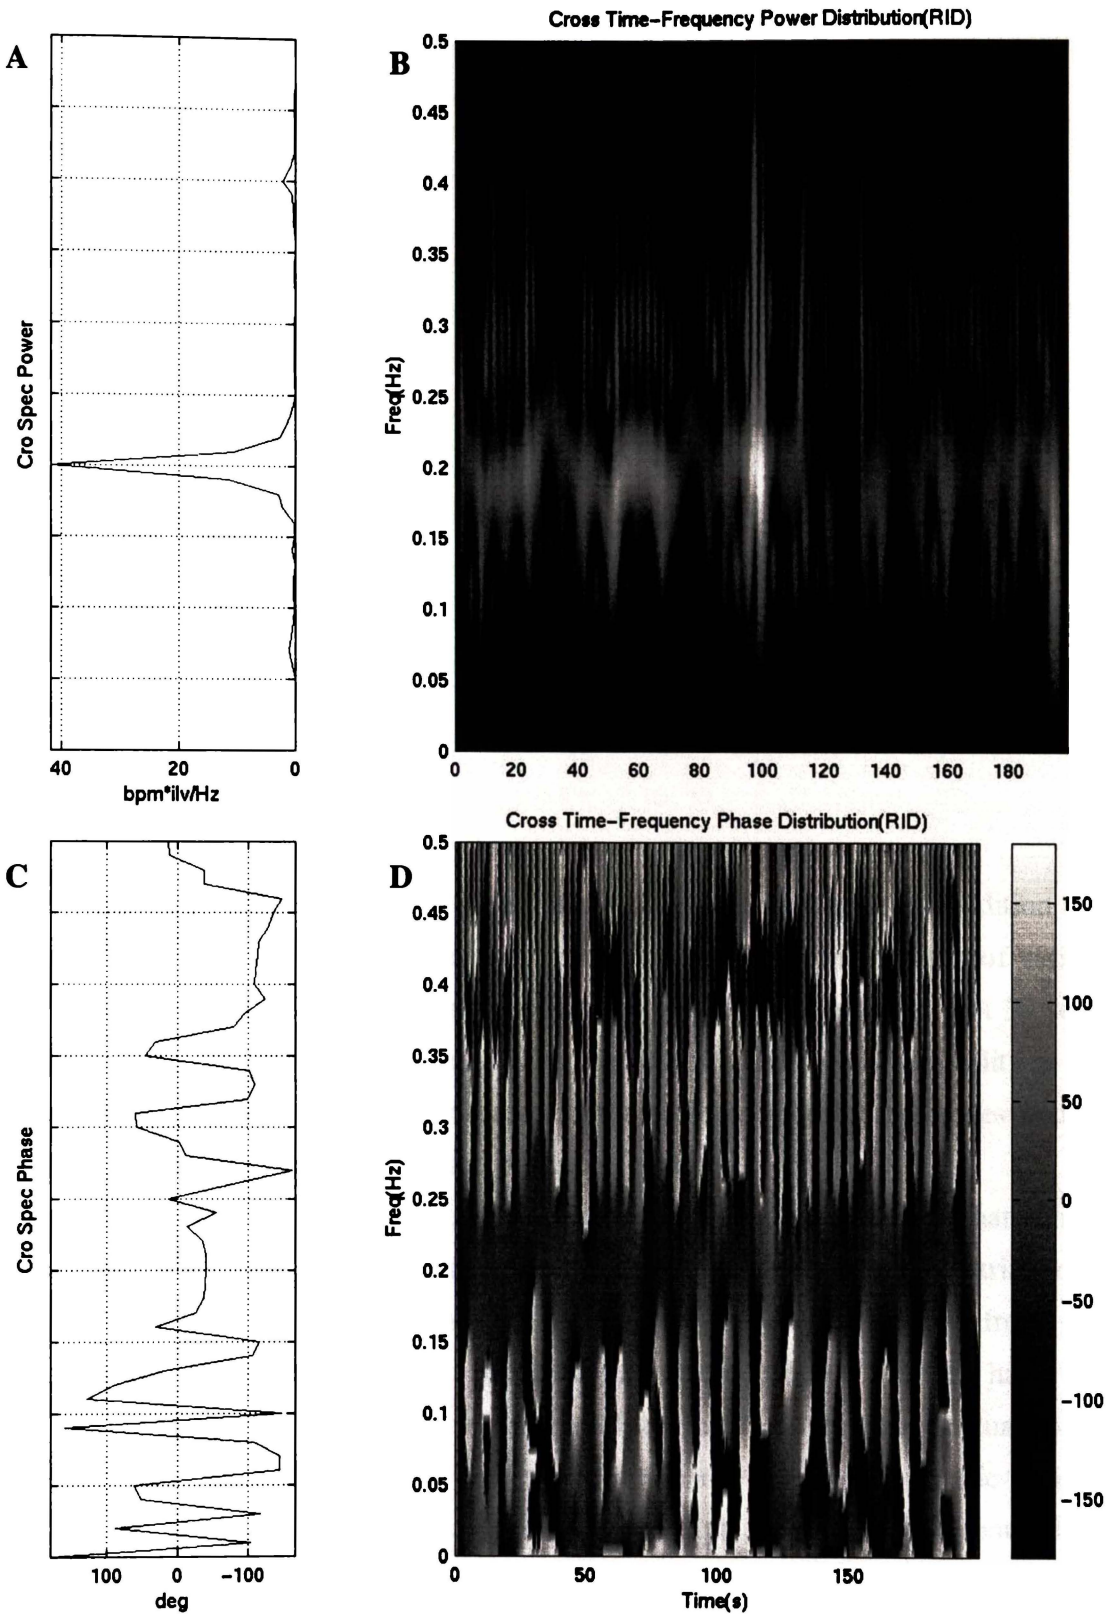 A
Cro Spec Power
40 20 0
bpm*ilv/Hz
B
Cross Time-Frequency Power Distribution(RID)
Freq(Hz)
0.5
0.45
0.4
0.35
0.3
0.25
0.2
0.15
0.1
0.05
0
0 20 40 60 80 100 120 140 160 180
C
Cro Spec Phase
100 0 -100
deg
D
Cross Time-Frequency Phase Distribution(RID)
Freq(Hz)
0.5
0.45
0.4
0.35
0.3
0.25
0.2
0.15
0.1
0.05
0
0 50 100 150
Time(s)
150
100
50
0
-50
-100
-150